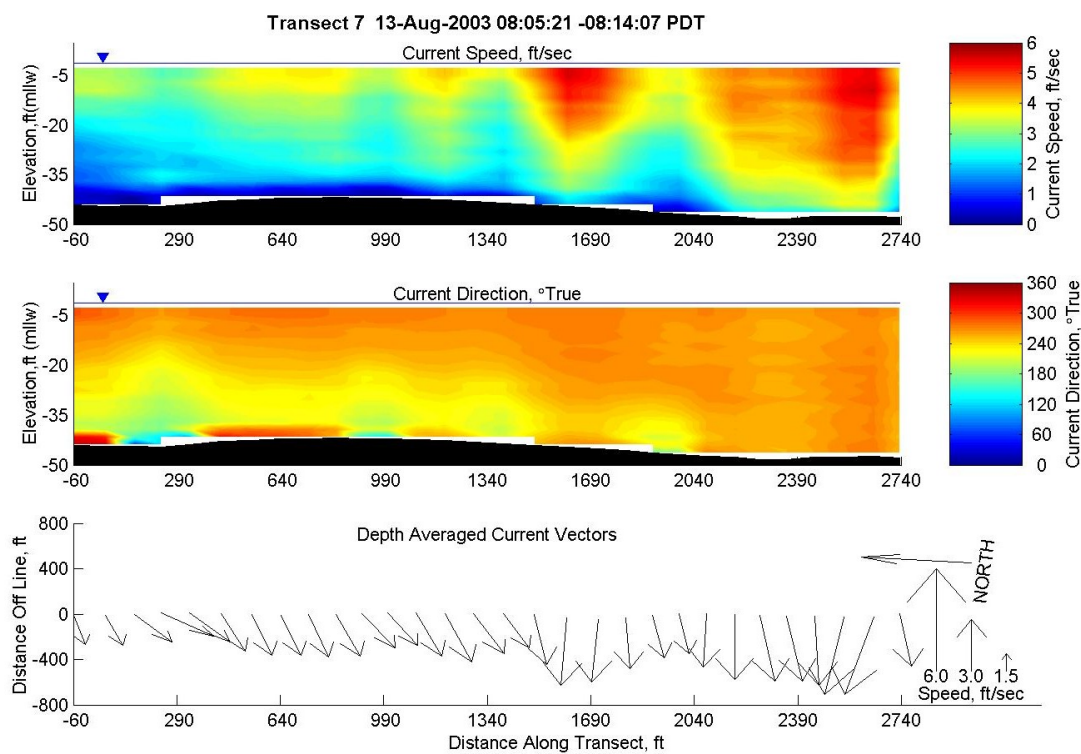 Transect 7 13-Aug-2003 08:05:21 -08:14:07 PDT
Current Speed, ft/sec
Elevation,ft(mllw)
-5
-20
-35
-50
-60 290 640 990 1340 1690 2040 2390 2740
6
5
4
3
2
1
0
Current Speed, ft/sec
Current Direction, °True
Elevation,ft (mllw)
-5
-20
-35
-50
-60 290 640 990 1340 1690 2040 2390 2740
360
300
240
180
120
60
0
Current Direction, °True
Depth Averaged Current Vectors
Distance Off Line, ft
800
400
0
-400
-800
NORTH
6.0 3.0 1.5
Speed, ft/sec
-60 290 640 990 1340 1690 2040 2390 2740
Distance Along Transect, ft